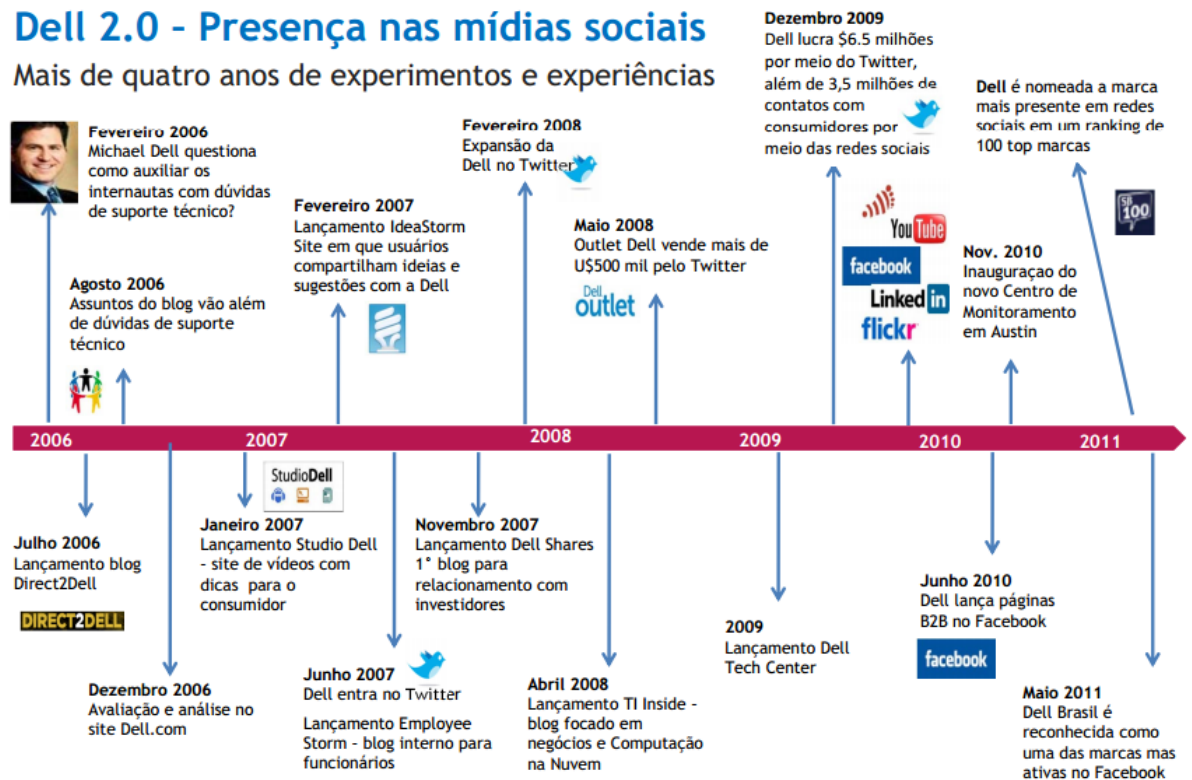 Dell 2.0 - Presença nas mídias sociais
Mais de quatro anos de experimentos e experiências
Fevereiro 2006
Michael Dell questiona
como auxiliar os
internautas com dúvidas
de suporte técnico?
Agosto 2006
Assuntos do blog vão além
de dúvidas de suporte
técnico
Fevereiro 2007
Lançamento IdeaStorm
Site em que usuários
compartilham ideias e
sugestões com a Dell
Fevereiro 2008
Expansão da
Dell no Twitter
Maio 2008
Outlet Dell vende mais de
U$500 mil pelo Twitter
Dell
outlet
Dezembro 2009
Dell lucra $6.5 milhões
por meio do Twitter,
além de 3,5 milhões de
contatos com
consumidores por
meio das redes sociais
YouTube
facebook
Linked in
flickr
Nov. 2010
Inauguraçao do
novo Centro de
Monitoramento
em Austin
Dell é nomeada a marca
mais presente em redes
sociais em um ranking de
100 top marcas
SB
100
2006 2007 2008 2009 2010 2011
Julho 2006
Lançamento blog
Direct2Dell
DIRECT2DELL
Dezembro 2006
Avaliação e análise no
site Dell.com
StudioDell
Janeiro 2007
Lançamento Studio Dell
- site de vídeos com
dicas para o
consumidor
Junho 2007
Dell entra no Twitter
Lançamento Employee
Storm - blog interno para
funcionários
Novembro 2007
Lançamento Dell Shares
1° blog para
relacionamento com
investidores
Abril 2008
Lançamento TI Inside -
blog focado em
negócios e Computação
na Nuvem
2009
Lançamento Dell
Tech Center
Junho 2010
Dell lança páginas
B2B no Facebook
facebook
Maio 2011
Dell Brasil é
reconhecida como
uma das marcas mas
ativas no Facebook